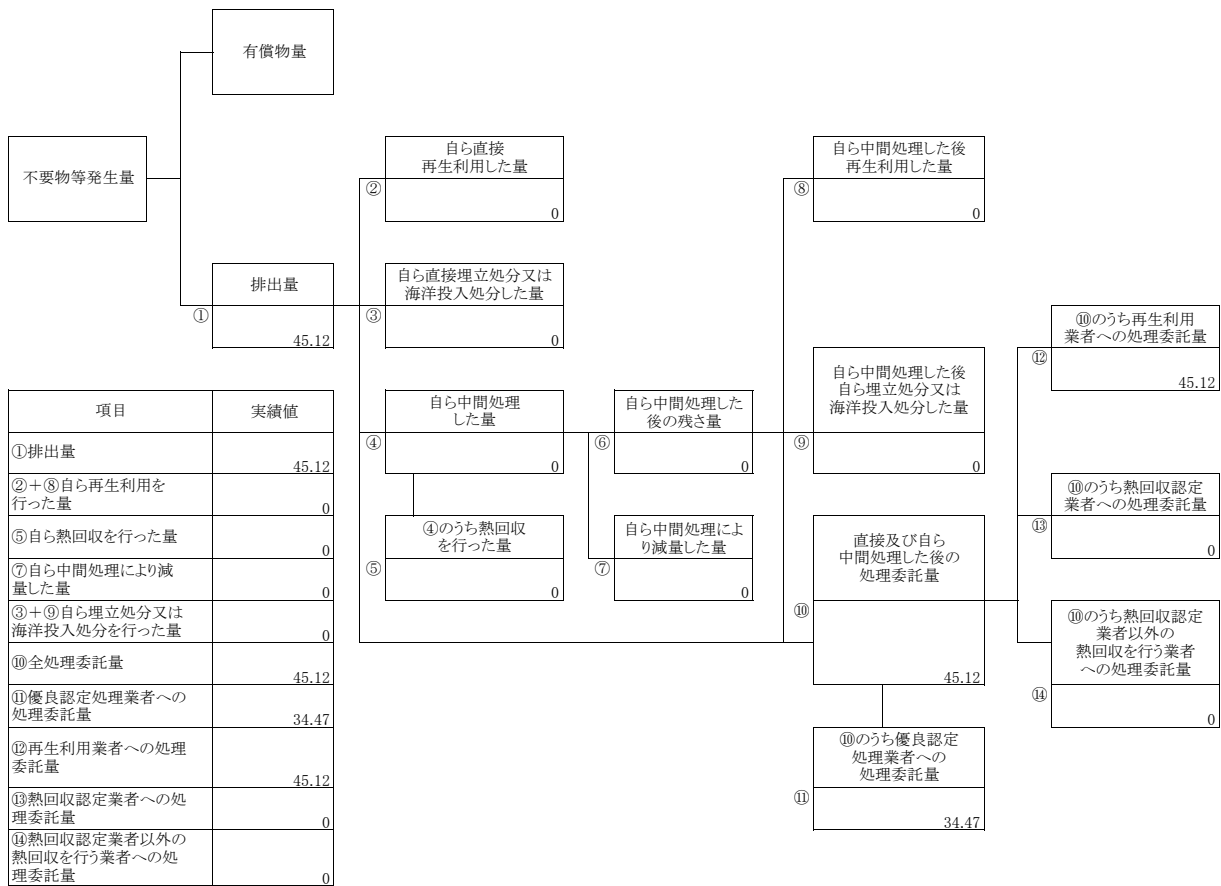 有償物量
不要物等発生量
自ら直接
再生利用した量
②
0
自ら中間処理した後
再生利用した量
⑧
0
排出量
①
45.12
自ら直接埋立処分又は
海洋投入処分した量
③
0
⑩のうち再生利用
業者への処理委託量
⑫
45.12
自ら中間処理
した量
④
0
自ら中間処理した
後の残さ量
⑥
0
自ら中間処理した後
自ら埋立処分又は
海洋投入処分した量
⑨
0
⑩のうち熱回収認定
業者への処理委託量
⑬
0
④のうち熱回収
を行った量
⑤
0
自ら中間処理によ
り減量した量
⑦
0
直接及び自ら
中間処理した後の
処理委託量
⑩
45.12
⑩のうち熱回収認定
業者以外の
熱回収を行う業者
への処理委託量
⑭
0
⑩のうち優良認定
処理業者への
処理委託量
⑪
34.47
項目
実績値
①排出量
45.12
②+⑧自ら再生利用を
行った量
0
⑤自ら熱回収を行った量
0
⑦自ら中間処理により減
量した量
0
③+⑨自ら埋立処分又は
海洋投入処分を行った量
0
⑩全処理委託量
45.12
⑪優良認定処理業者への
処理委託量
34.47
⑫再生利用業者への処理
委託量
45.12
⑬熱回収認定業者への処
理委託量
0
⑭熱回収認定業者以外の
熱回収を行う業者への処
理委託量
0